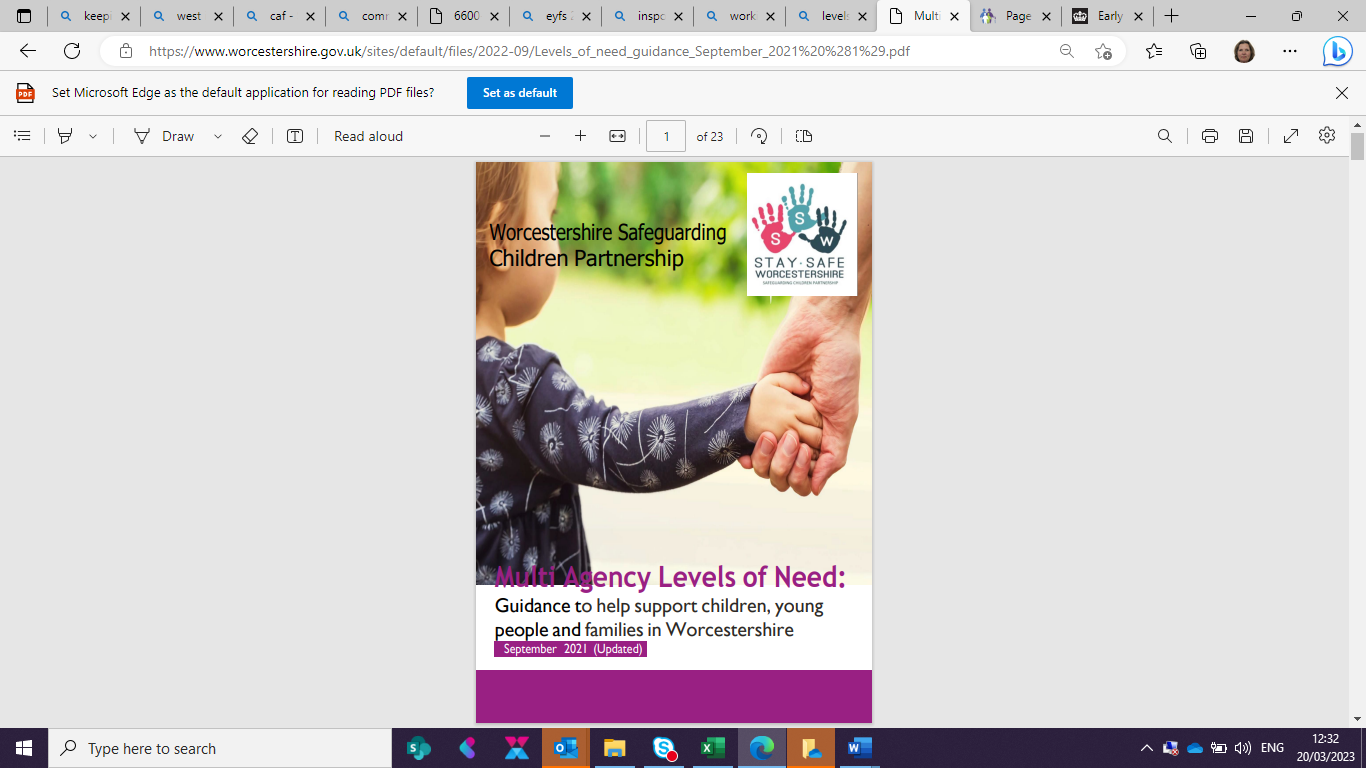 keep
west
caf -
comr
6600
eyfs
inspo
work
levels
Multi
Page
Early
https://www.worcestershire.gov.uk/sites/default/files/2022-09/Levels_of_need_guidance_September_2021%20%281%29.pdf
Set Microsoft Edge as the default application for reading PDF files?
Set as default
Draw
Read aloud
1 of 23
Worcestershire Safeguarding
Children Partnership
S S W
STAY·SAFE
WORCESTERSHIRE
SAFEGUARDING CHILDREN PARTNERSHIP
Multi Agency Levels of Need:
Guidance to help support children, young
people and families in Worcestershire
September 2021 (Updated)
Type here to search
ENG
12:32
20/03/2023